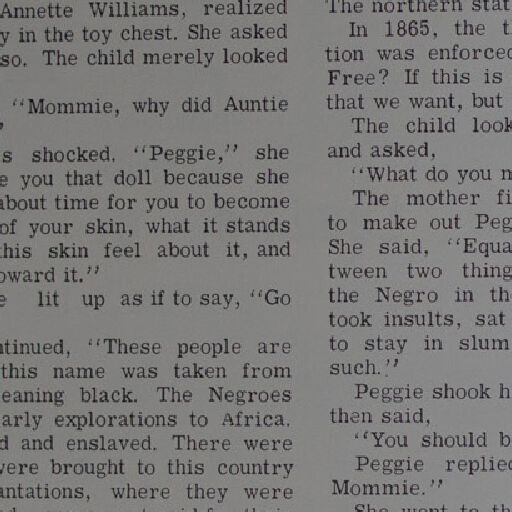 Annette Williams, realized
y in the toy chest. She asked
so. The child merely looked
"Mommie, why did Auntie
s shocked. "Peggie," she
e you that doll because she
about time for you to become
of your skin, what it stands
this skin feel about it, and
oward it."
e lit up as if to say, "Go
ntinued, "These people are
this name was taken from
eaning black. The Negroes
arly explorations to Africa.
d and enslaved. There were
were brought to this country
antations, where they were
The northern stat
In 1865, the t
tion was enforced
Free? If this is
that we want, but
The child look
and asked,
"What do you m
The mother fi
to make out Peg
She said, "Equa
tween two thing
the Negro in th
took insults, sat
to stay in slum
such."
Peggie shook h
then said,
"You should b
Peggie replied
Mommie."
She went to th